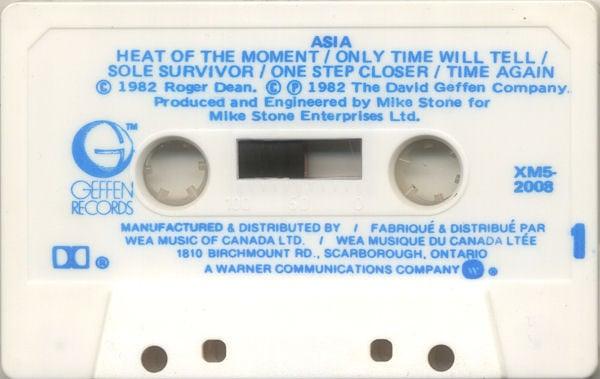 ASIA
HEAT OF THE MOMENT / ONLY TIME WILL TELL /
SOLE SURVIVOR / ONE STEP CLOSER / TIME AGAIN
© 1982 Roger Dean. © ℗ 1982 The David Geffen Company.
Produced and Engineered by Mike Stone for
Mike Stone Enterprises Ltd.
G TM
GEFFEN
RECORDS
100 50 0
XM5-
2008
MANUFACTURED & DISTRIBUTED BY / FABRIQUÉ & DISTRIBUÉ PAR
WEA MUSIC OF CANADA LTD. / WEA MUSIQUE DU CANADA LTÉE
1810 BIRCHMOUNT RD., SCARBOROUGH, ONTARIO
A WARNER COMMUNICATIONS COMPANY
®
1